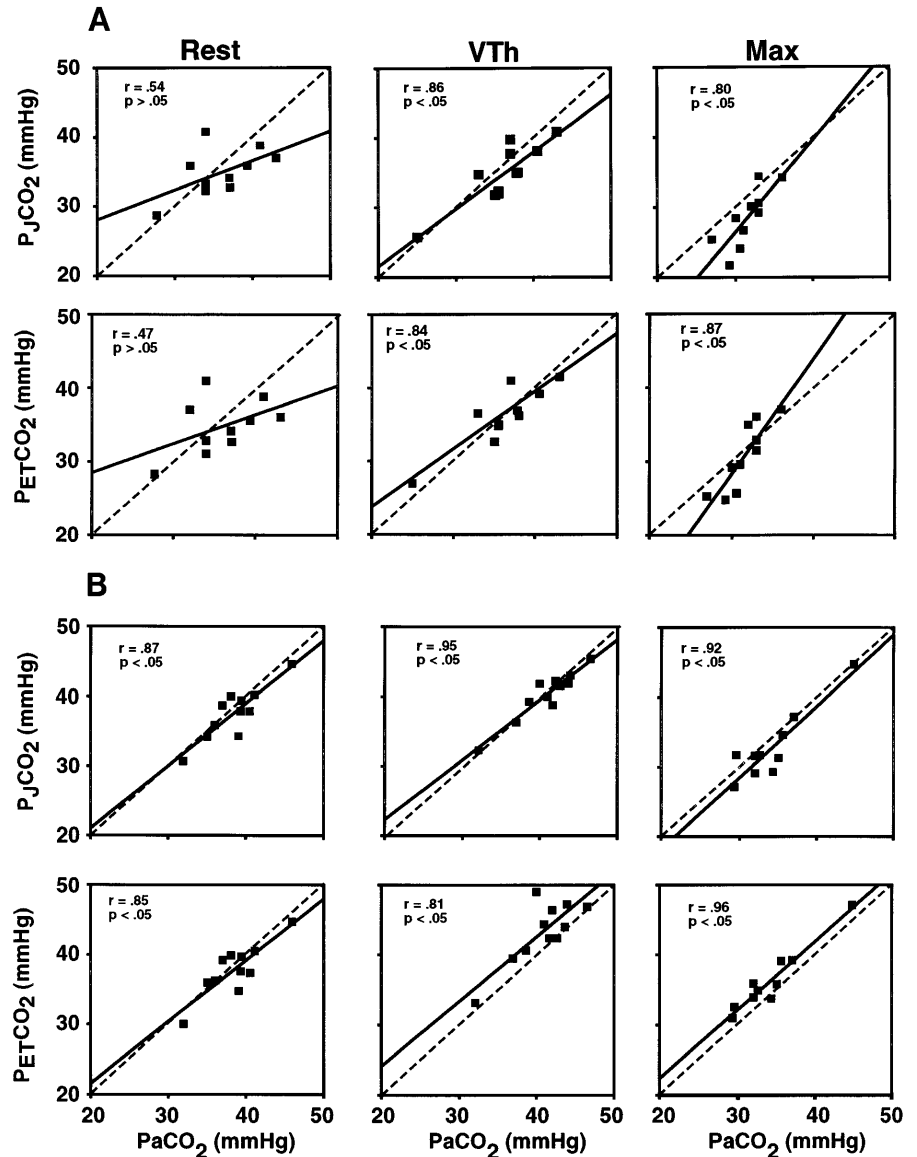 A
Rest VTh Max
50 40 30 20
PJCO2 (mmHg)
r = .54
p > .05
r = .86
p < .05
r = .80
p < .05
50 40 30 20
PETCO2 (mmHg)
r = .47
p > .05
r = .84
p < .05
r = .87
p < .05
B
50 40 30 20
PJCO2 (mmHg)
r = .87
p < .05
r = .95
p < .05
r = .92
p < .05
50 40 30 20
PETCO2 (mmHg)
r = .85
p < .05
r = .81
p < .05
r = .96
p < .05
20 30 40 50 20 30 40 50 20 30 40 50
PaCO2 (mmHg) PaCO2 (mmHg) PaCO2 (mmHg)